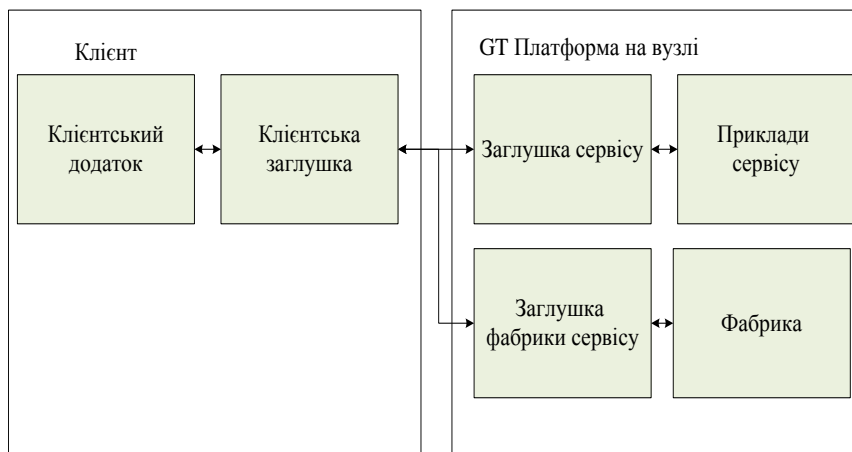 Клієнт
GT Платформа на вузлі
Клієнтський
додаток
Клієнтська
заглушка
Заглушка сервісу
Приклади
сервісу
Заглушка
фабрики сервісу
Фабрика